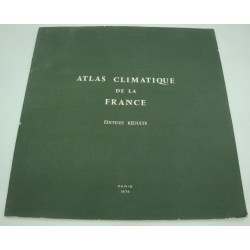 ATLAS CLIMATIQUE
DE LA
FRANCE
ÉDITION RÉDUITE
PARIS